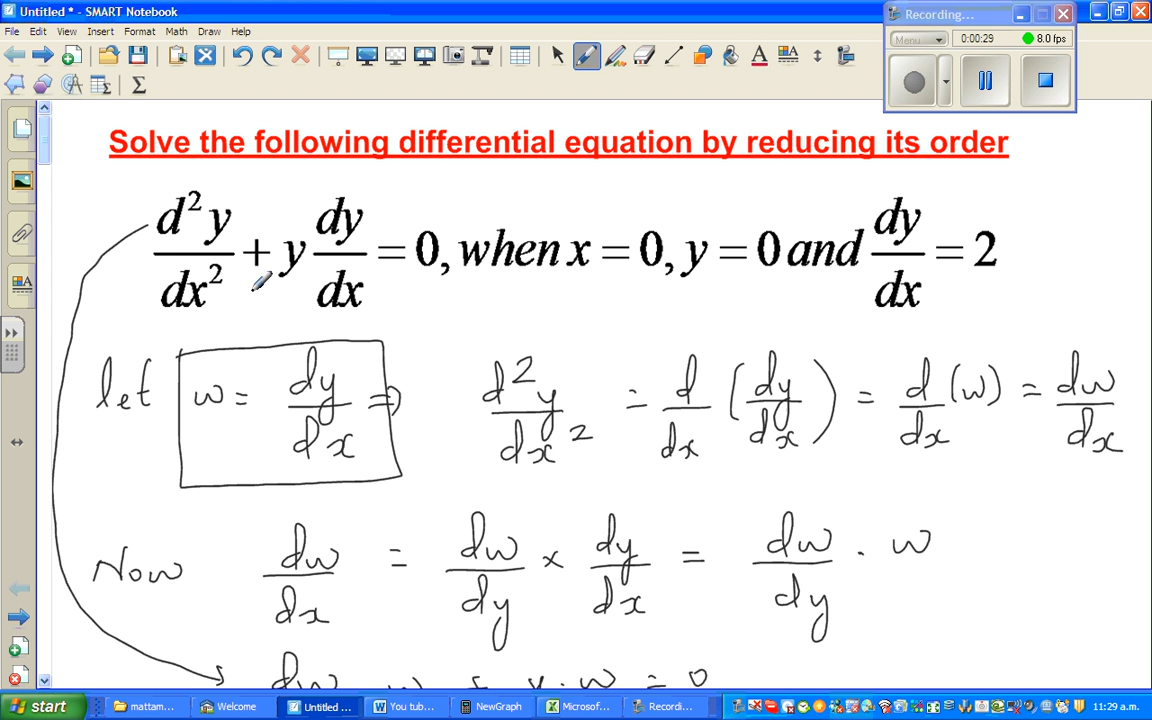 Untitled * - SMART Notebook
Recording...
File Edit View Insert Format Math Draw Help
Menu 0:00:29 8.0 fps
Solve the following differential equation by reducing its order
d²y/dx² + y dy/dx = 0, when x = 0, y = 0 and dy/dx = 2
let w = dy/dx ⇒ d²y/dx² = d/dx (dy/dx) = d/dx (w) = dw/dx
Now dw/dx = dw/dy × dy/dx = dw/dy . w
start mattam... Welcome Untitled ... You tub... NewGraph Microsof... Recordi... 11:29 a.m.